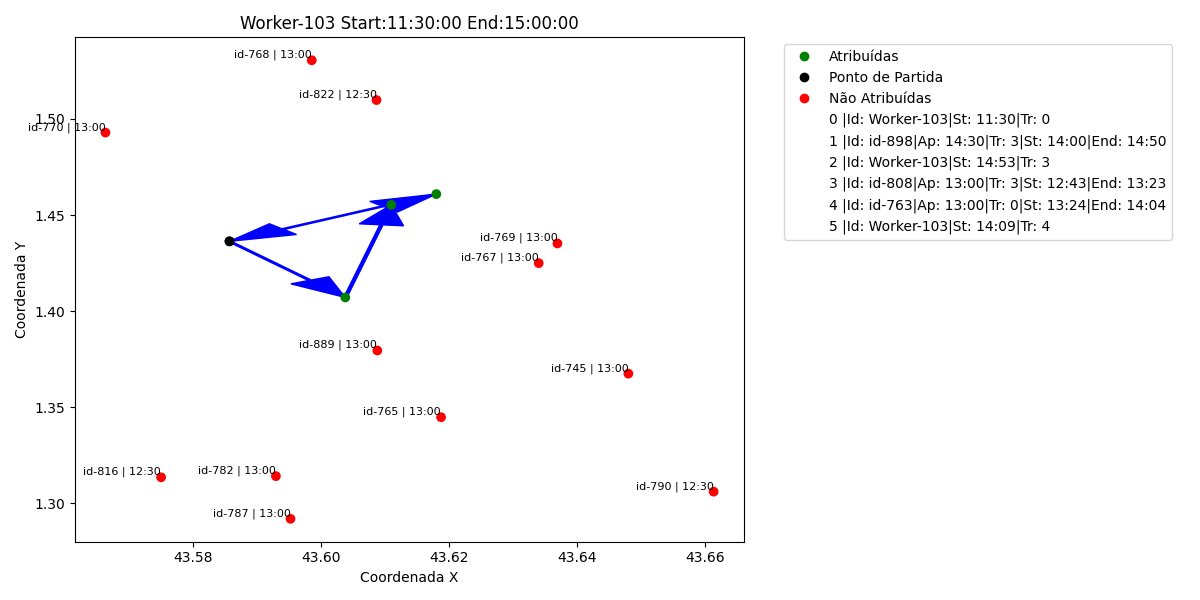 Worker-103 Start:11:30:00 End:15:00:00
Coordenada Y
1.50
1.45
1.40
1.35
1.30
id-768 | 13:00
id-822 | 12:30
id-770 | 13:00
id-769 | 13:00
id-767 | 13:00
id-889 | 13:00
id-745 | 13:00
id-765 | 13:00
id-816 | 12:30
id-782 | 13:00
id-790 | 12:30
id-787 | 13:00
43.58 43.60 43.62 43.64 43.66
Coordenada X
Atribuídas
Ponto de Partida
Não Atribuídas
0 |Id: Worker-103|St: 11:30|Tr: 0
1 |Id: id-898|Ap: 14:30|Tr: 3|St: 14:00|End: 14:50
2 |Id: Worker-103|St: 14:53|Tr: 3
3 |Id: id-808|Ap: 13:00|Tr: 3|St: 12:43|End: 13:23
4 |Id: id-763|Ap: 13:00|Tr: 0|St: 13:24|End: 14:04
5 |Id: Worker-103|St: 14:09|Tr: 4